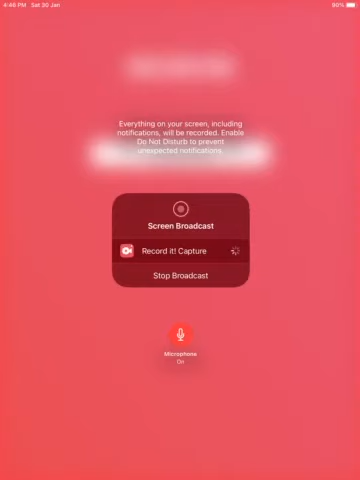 4:46 PM Sat 30 Jan 90%
Everything on your screen, including
notifications, will be recorded. Enable
Do Not Disturb to prevent
unexpected notifications.
Screen Broadcast
Record it! Capture
Stop Broadcast
Microphone
On